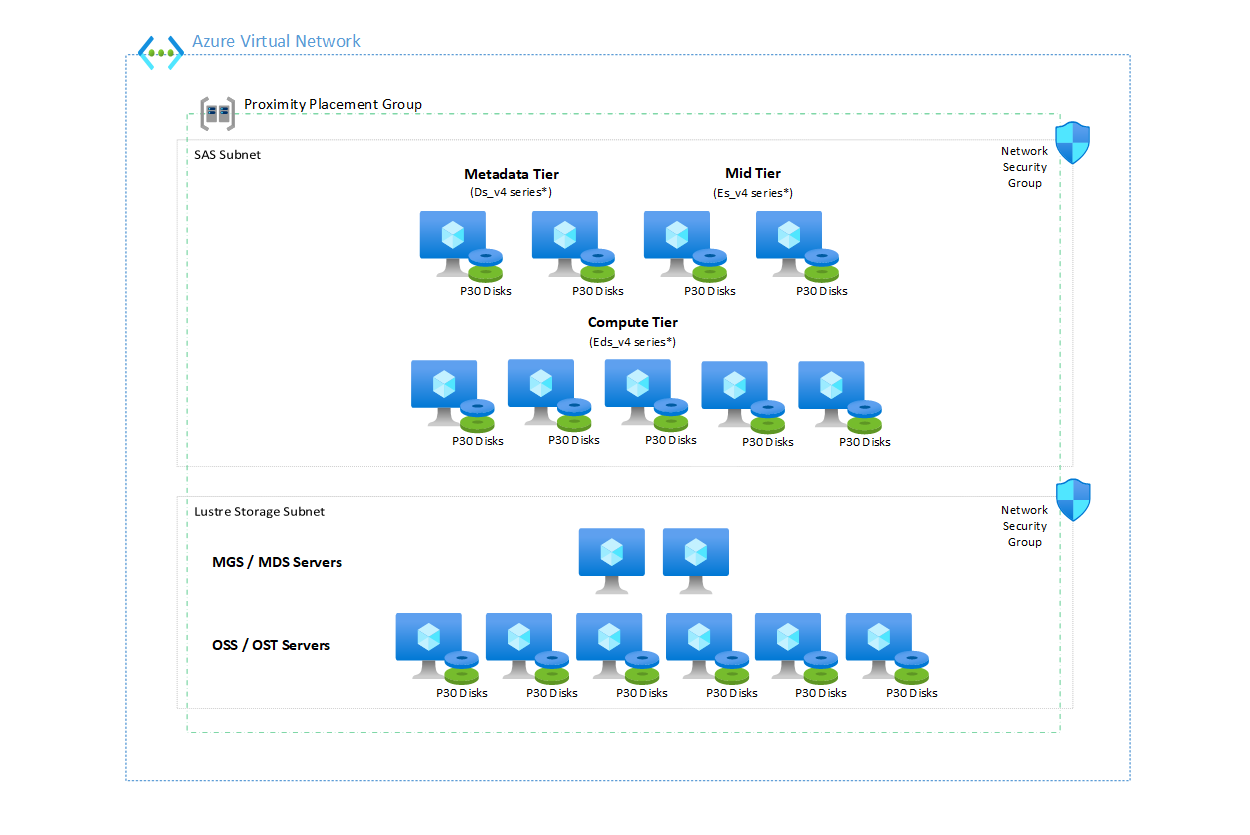 Azure Virtual Network
Proximity Placement Group
SAS Subnet
Network
Security
Group
Metadata Tier
(Ds_v4 series*)
Mid Tier
(Es_v4 series*)
P30 Disks
P30 Disks
P30 Disks
P30 Disks
Compute Tier
(Eds_v4 series*)
P30 Disks
P30 Disks
P30 Disks
P30 Disks
P30 Disks
Lustre Storage Subnet
Network
Security
Group
MGS / MDS Servers
OSS / OST Servers
P30 Disks
P30 Disks
P30 Disks
P30 Disks
P30 Disks
P30 Disks